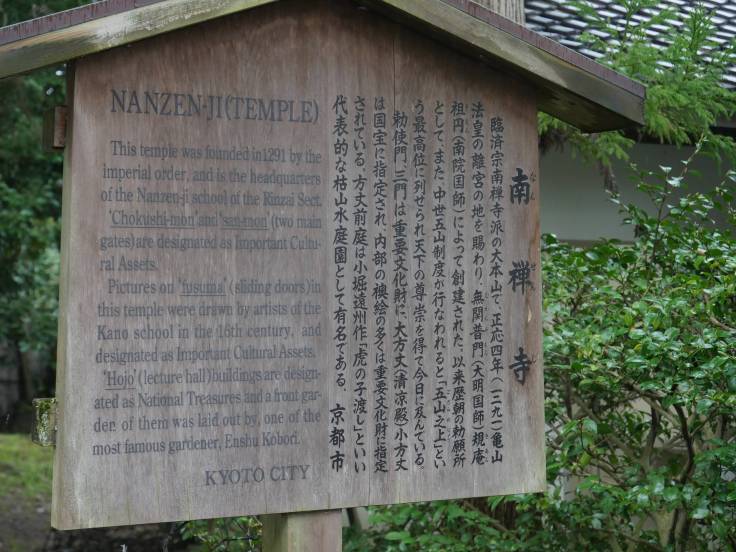 NANZEN-JI(TEMPLE)
This temple was founded in1291 by the
imperial order, and is the headquarters
of the Nanzen-ji school of the Rinzai Sect.
'Chokushi-mon' and 'san-mon' (two main
gates) are designated as Important Cultu-
ral Assets.
Pictures on 'fusuma' (sliding doors) in
this temple were drawn by artists of the
Kano school in the 16th century, and
designated as Important Cultural Assets.
'Hojo' (lecture hall) buildings are design-
ated as National Treasures and a front gar-
den of them was laid out by, one of the
most famous gardener, Enshu Kobori.
KYOTO CITY
南禅寺
なん ぜん じ
臨済宗南禅寺派の大本山で、正応四年(一二九一)亀山
法皇の離宮の地を賜わり、無関普門(大明国師)規庵
祖円(南院国師)によって創建された。以来歴朝の勅願所
として、また、中世五山制度が行なわれると「五山之上」とい
う最高位に列せられ天下の尊崇を得て今日に及んでいる。
勅使門、三門は重要文化財に、大方丈(清涼殿)小方丈
は国宝に指定され、内部の襖絵の多くは重要文化財に指定
されている。方丈前庭は小堀遠州作「虎の子渡し」といい
代表的な枯山水庭園として有名である。
京都市